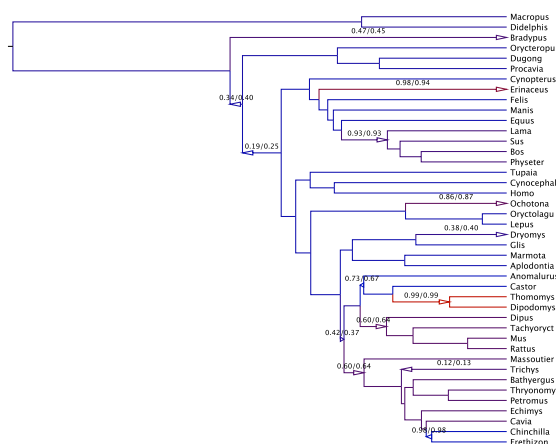 Macropus
Didelphis
0.47/0.45
Bradypus
Orycteropu
Dugong
0.34/0.40
Procavia
Cynopterus
0.98/0.94
Erinaceus
Felis
Manis
Equus
0.93/0.93
Lama
Sus
0.19/0.25
Bos
Physeter
Tupaia
Cynocephal
Homo
0.86/0.87
Ochotona
Oryctolagu
Lepus
0.38/0.40
Dryomys
Glis
Marmota
Aplodontia
0.73/0.67
Anomalurus
Castor
0.99/0.99
Thomomys
Dipodomys
0.60/0.64
Dipus
Tachyoryct
0.42/0.37
Mus
Rattus
Massoutier
0.60/0.64
0.12/0.13
Trichys
Bathyergus
Thryonomy
Petromus
Echimys
Cavia
0.98/0.98
Chinchilla
Erethizon